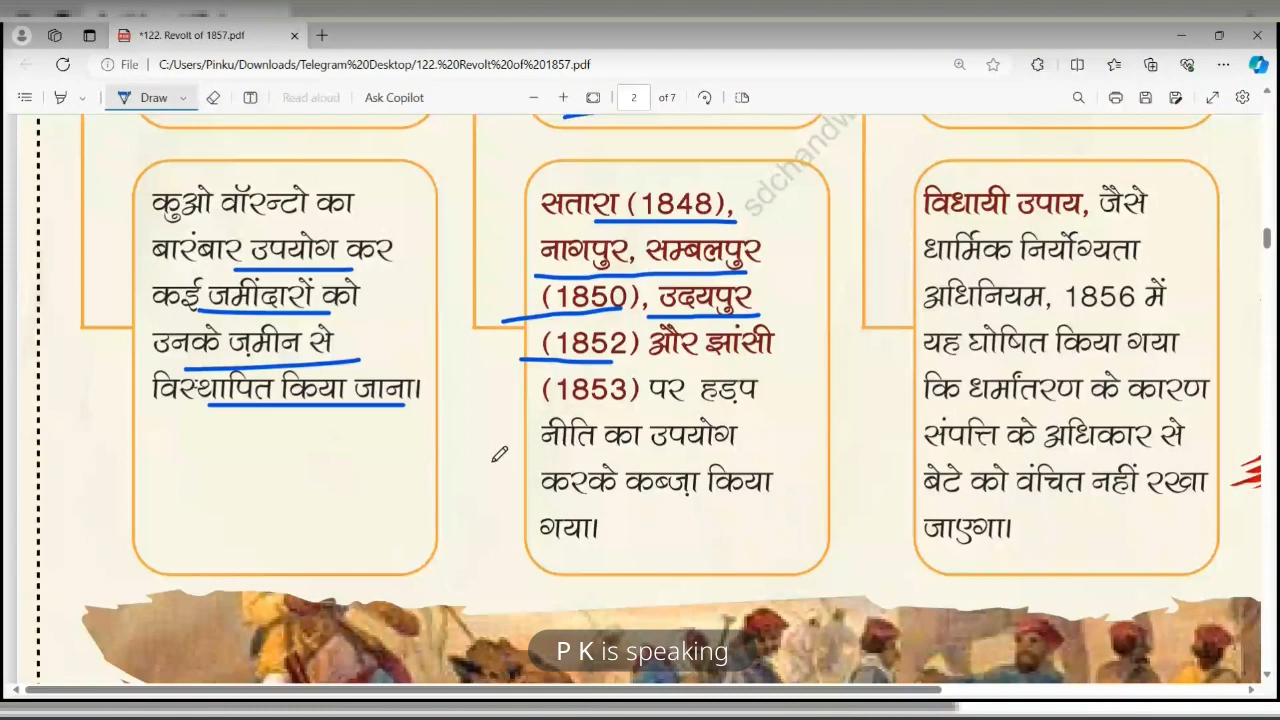 *122. Revolt of 1857.pdf
File
C:/Users/Pinku/Downloads/Telegram%20Desktop/122.%20Revolt%20of%201857.pdf
Draw
Read aloud
Ask Copilot
2
of 7
कुओ वॉरन्टो का
बारंबार उपयोग कर
कई जमींदारों को
उनके ज़मीन से
विस्थापित किया जाना।
सतारा (1848),
नागपुर, सम्बलपुर
(1850), उदयपुर
(1852) और झांसी
(1853) पर हड़प
नीति का उपयोग
करके कब्ज़ा किया
गया।
विधायी उपाय, जैसे
धार्मिक निर्योग्यता
अधिनियम, 1856 में
यह घोषित किया गया
कि धर्मांतरण के कारण
संपत्ति के अधिकार से
बेटे को वंचित नहीं रखा
जाएगा।
P K is speaking